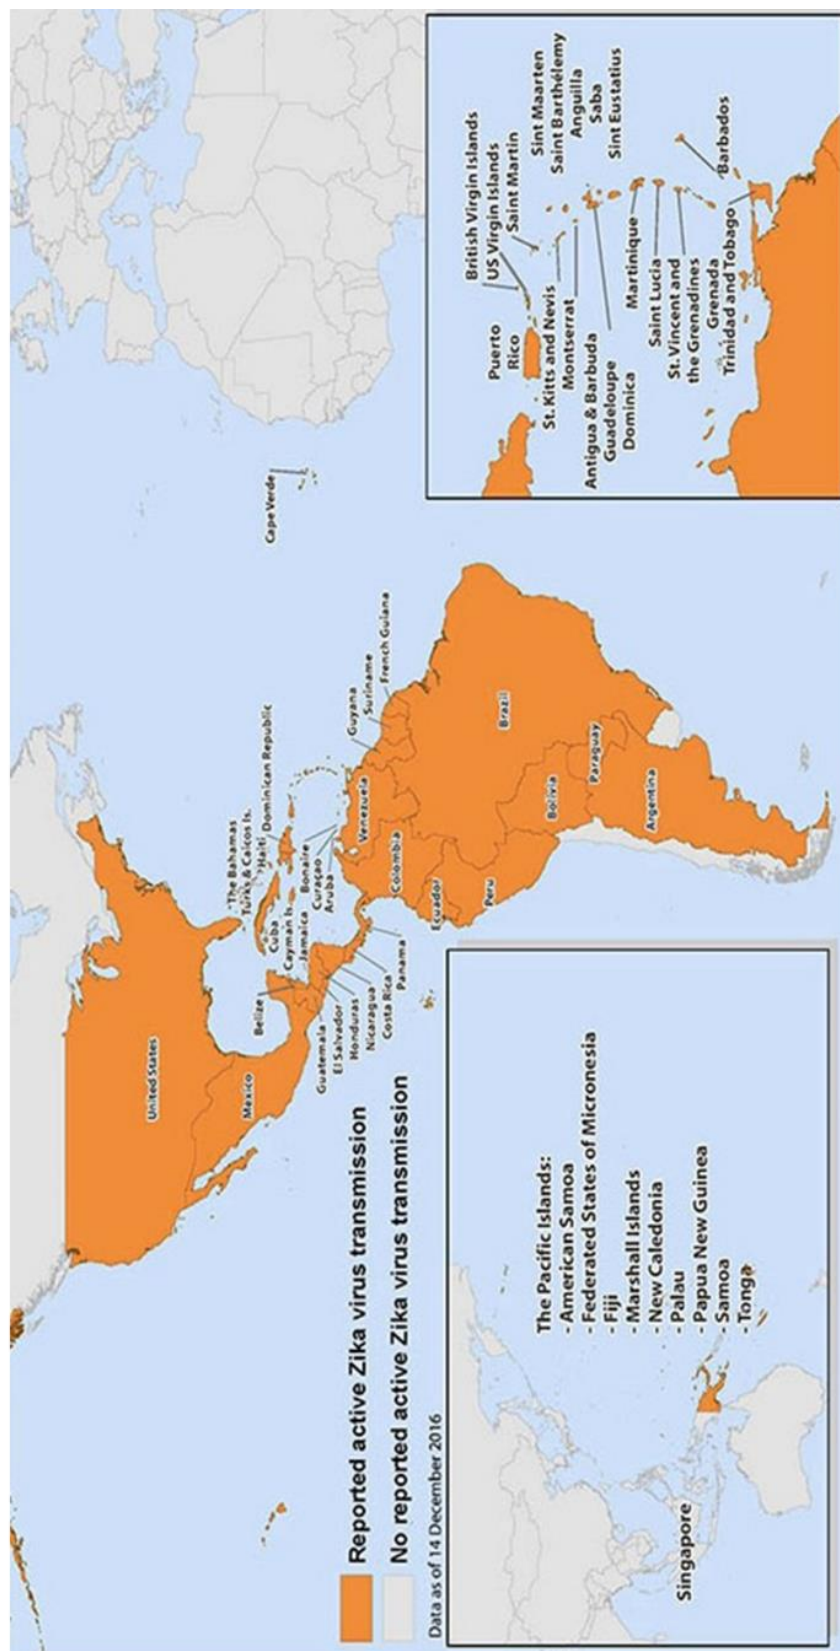 United States
Mexico
The Bahamas
Turks & Caicos Is.
Haiti
Dominican Republic
Cuba
Cayman Is.
Jamaica
Bonaire
Curaçao
Aruba
Belize
Guatemala
El Salvador
Honduras
Nicaragua
Costa Rica
Panama
Cape Verde
Guyana
Suriname
French Guiana
Venezuela
Colombia
Ecuador
Peru
Brazil
Bolivia
Paraguay
Argentina
Reported active Zika virus transmission
No reported active Zika virus transmission
Data as of 14 December 2016
The Pacific Islands:
- American Samoa
- Federated States of Micronesia
- Fiji
- Marshall Islands
- New Caledonia
- Palau
- Papua New Guinea
- Samoa
- Tonga
Singapore
British Virgin Islands
US Virgin Islands
Saint Martin
Sint Maarten
Saint Barthélemy
Anguilla
Saba
Sint Eustatius
Puerto
Rico
St. Kitts and Nevis
Montserrat
Antigua & Barbuda
Guadeloupe
Dominica
Martinique
Saint Lucia
St. Vincent and
the Grenadines
Barbados
Grenada
Trinidad and Tobago